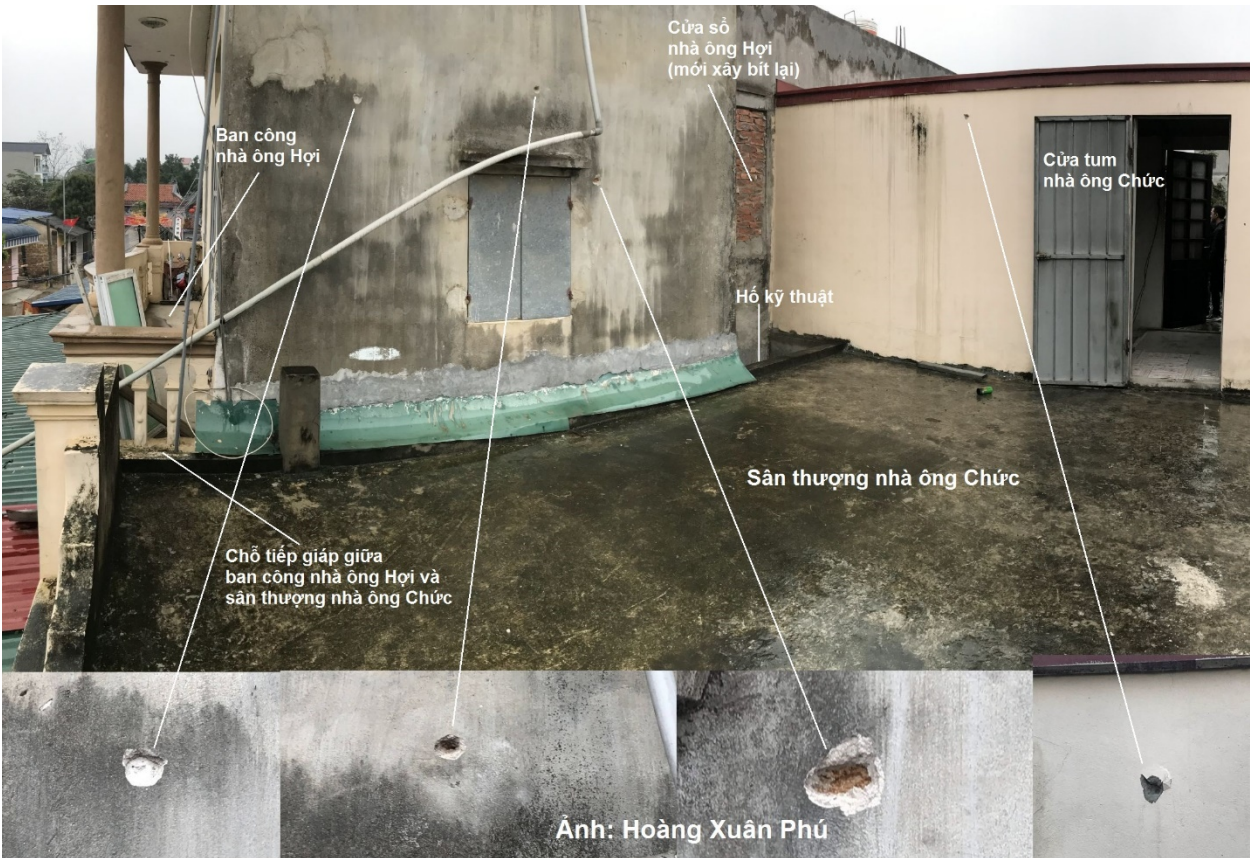 Cửa sổ
nhà ông Hợi
(mới xây bít lại)
Ban công
nhà ông Hợi
Cửa tum
nhà ông Chức
Hố kỹ thuật
Sân thượng nhà ông Chức
Chỗ tiếp giáp giữa
ban công nhà ông Hợi và
sân thượng nhà ông Chức
Ảnh: Hoàng Xuân Phú